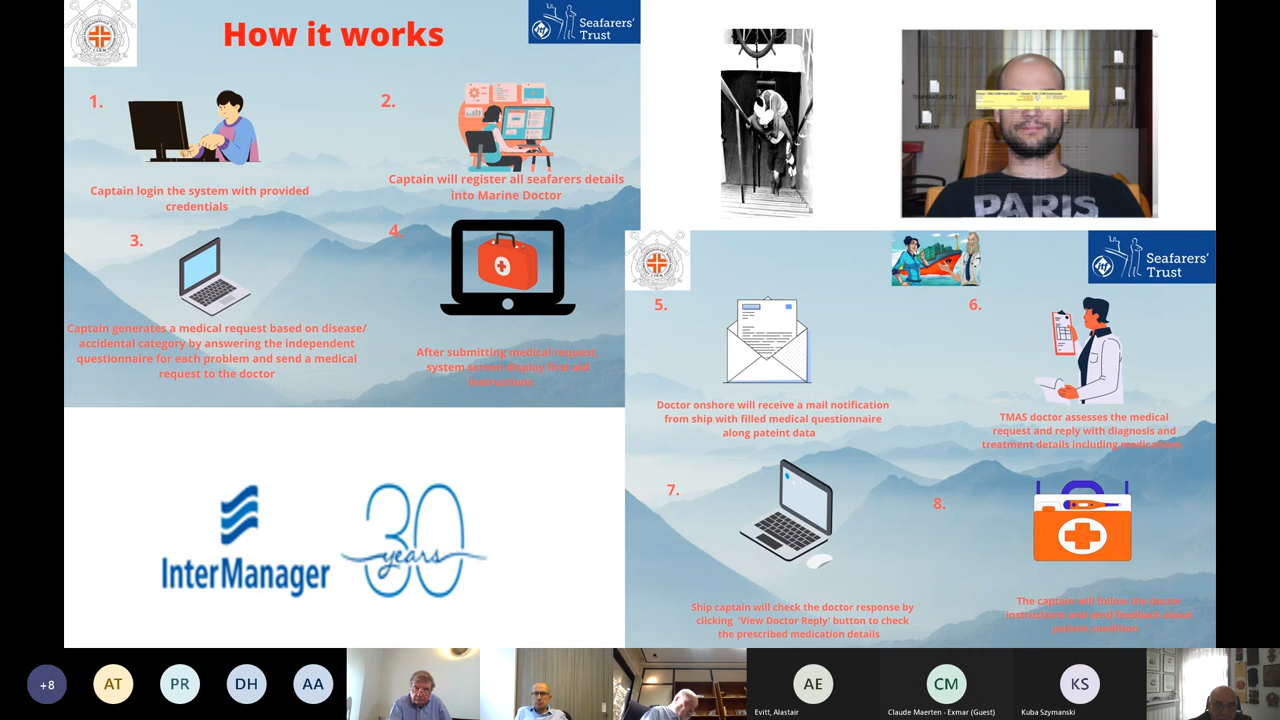 How it works
Seafarers'
Trust
1.
2.
Captain login the system with provided
credentials
Captain will register all seafarers details
into Marine Doctor
3.
4.
Captain generates a medical request based on disease/
accidental category by answering the independent
questionnaire for each problem and send a medical
request to the doctor
After submitting medical request,
system screen display first aid
instructions
TEMPERATURE.TXT
PARIS
Seafarers'
Trust
5.
6.
Doctor onshore will receive a mail notification
from ship with filled medical questionnaire
along pateint data
TMAS doctor assesses the medical
request and reply with diagnosis and
treatment details including medications
7.
8.
Ship captain will check the doctor response by
clicking 'View Doctor Reply' button to check
the prescribed medication details
The captain will follow the doctor
instructions and send feedback about
patient condition
InterManager
30
years
+8
AT
PR
DH
AA
AE
CM
KS
Evitt, Alastair
Claude Maerten - Exmar (Guest)
Kuba Szymanski